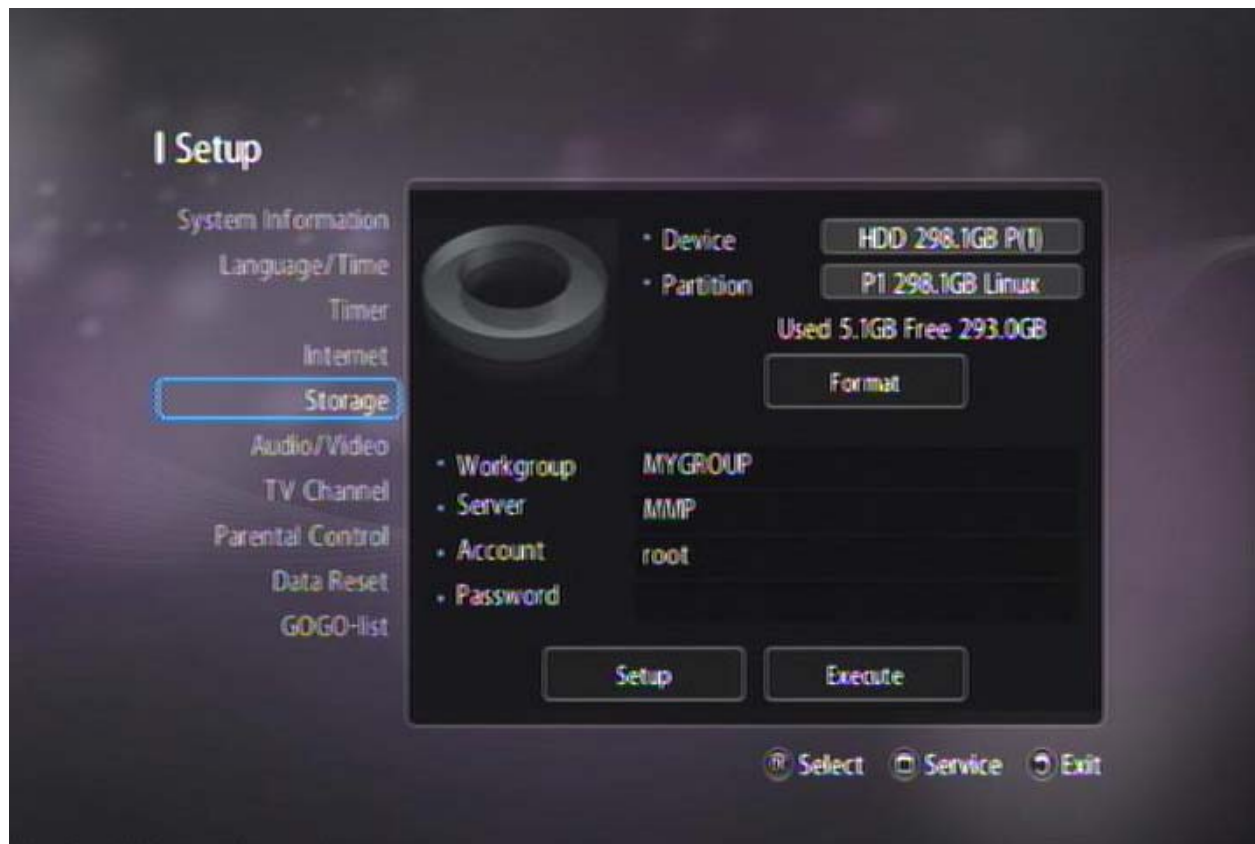 Setup
System Information
Language/Time
Timer
Internet
Storage
Audio/Video
TV Channel
Parental Control
Data Reset
GOGO-list
Device HDD 298.1GB P(1)
Partition P1 298.1GB Linux
Used 5.1GB Free 293.0GB
Format
Workgroup MYGROUP
Server MMP
Account root
Password
Setup Execute
Select Service Exit